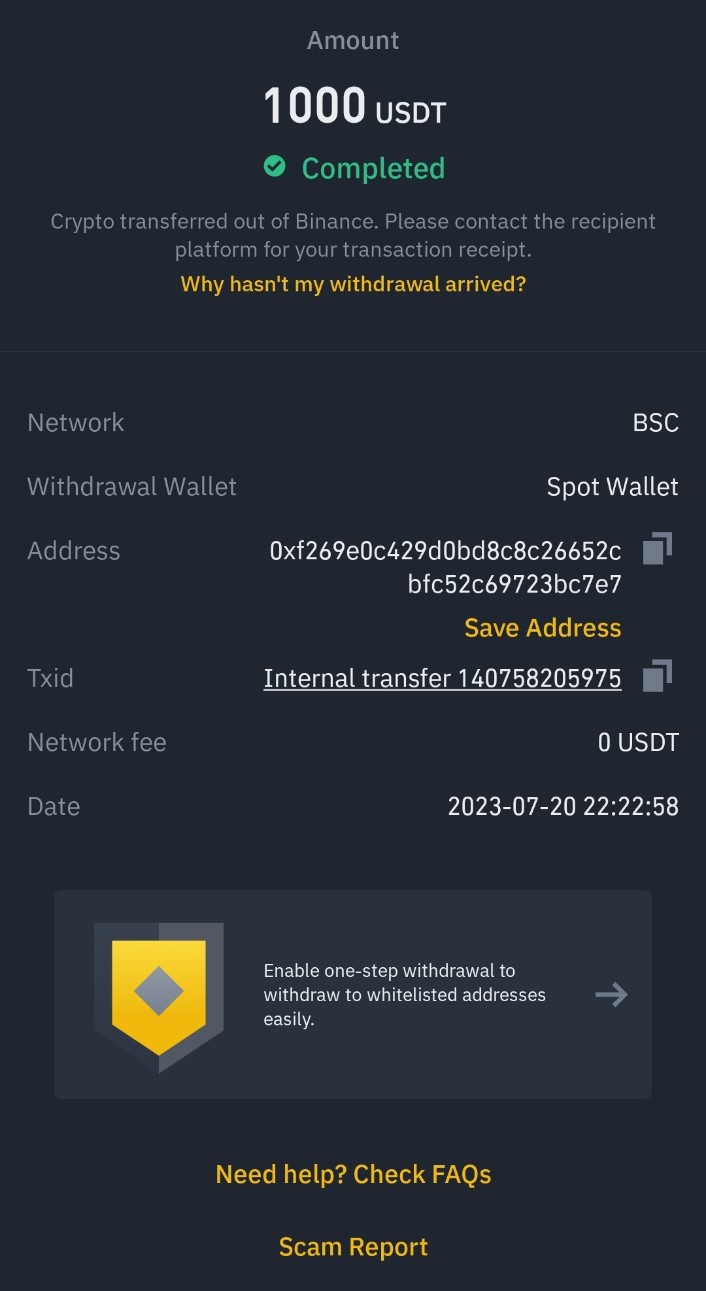 Amount
1000 USDT
Completed
Crypto transferred out of Binance. Please contact the recipient
platform for your transaction receipt.
Why hasn't my withdrawal arrived?
Network BSC
Withdrawal Wallet Spot Wallet
Address 0xf269e0c429d0bd8c8c26652c
bfc52c69723bc7e7
Save Address
Txid Internal transfer 140758205975
Network fee 0 USDT
Date 2023-07-20 22:22:58
Enable one-step withdrawal to
withdraw to whitelisted addresses
easily.
Need help? Check FAQs
Scam Report